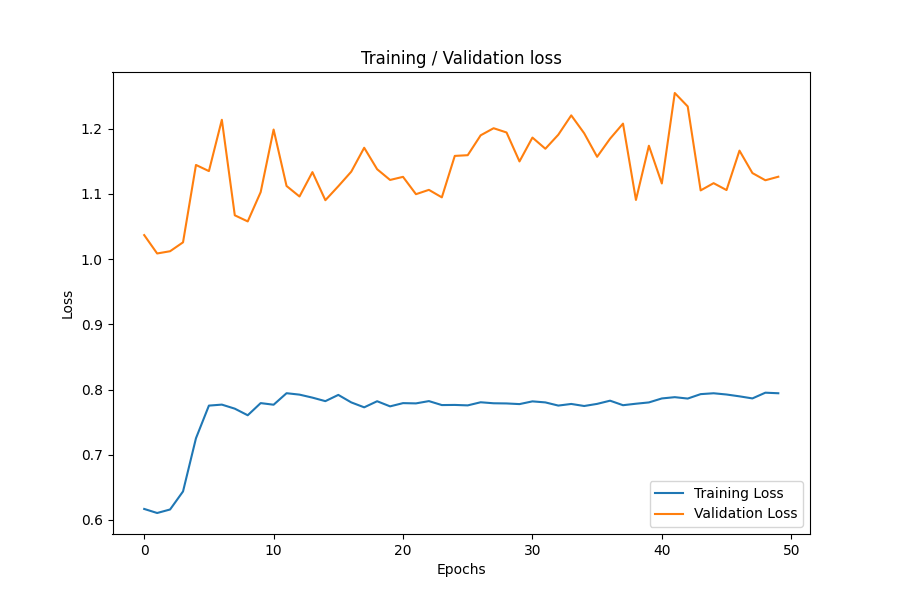 Training / Validation loss
Loss
1.2
1.1
1.0
0.9
0.8
0.7
0.6
0 10 20 30 40 50
Epochs
Training Loss
Validation Loss